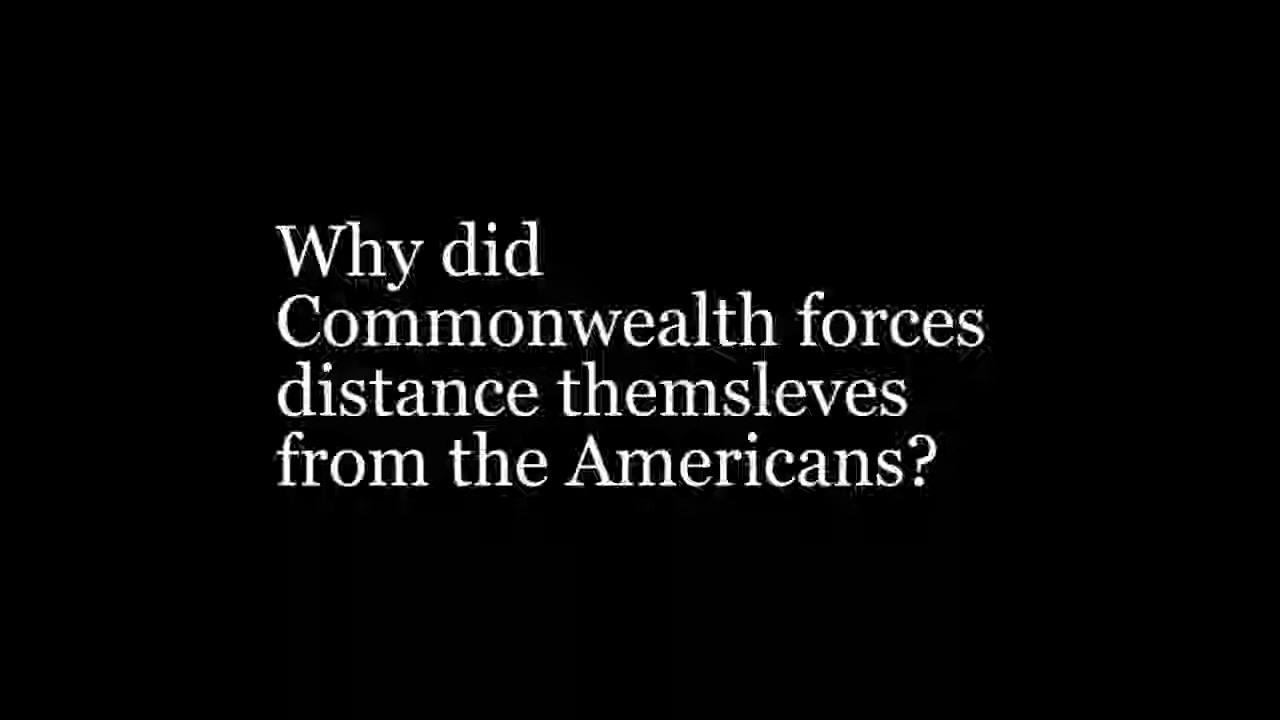 Why did
Commonwealth forces
distance themsleves
from the Americans?